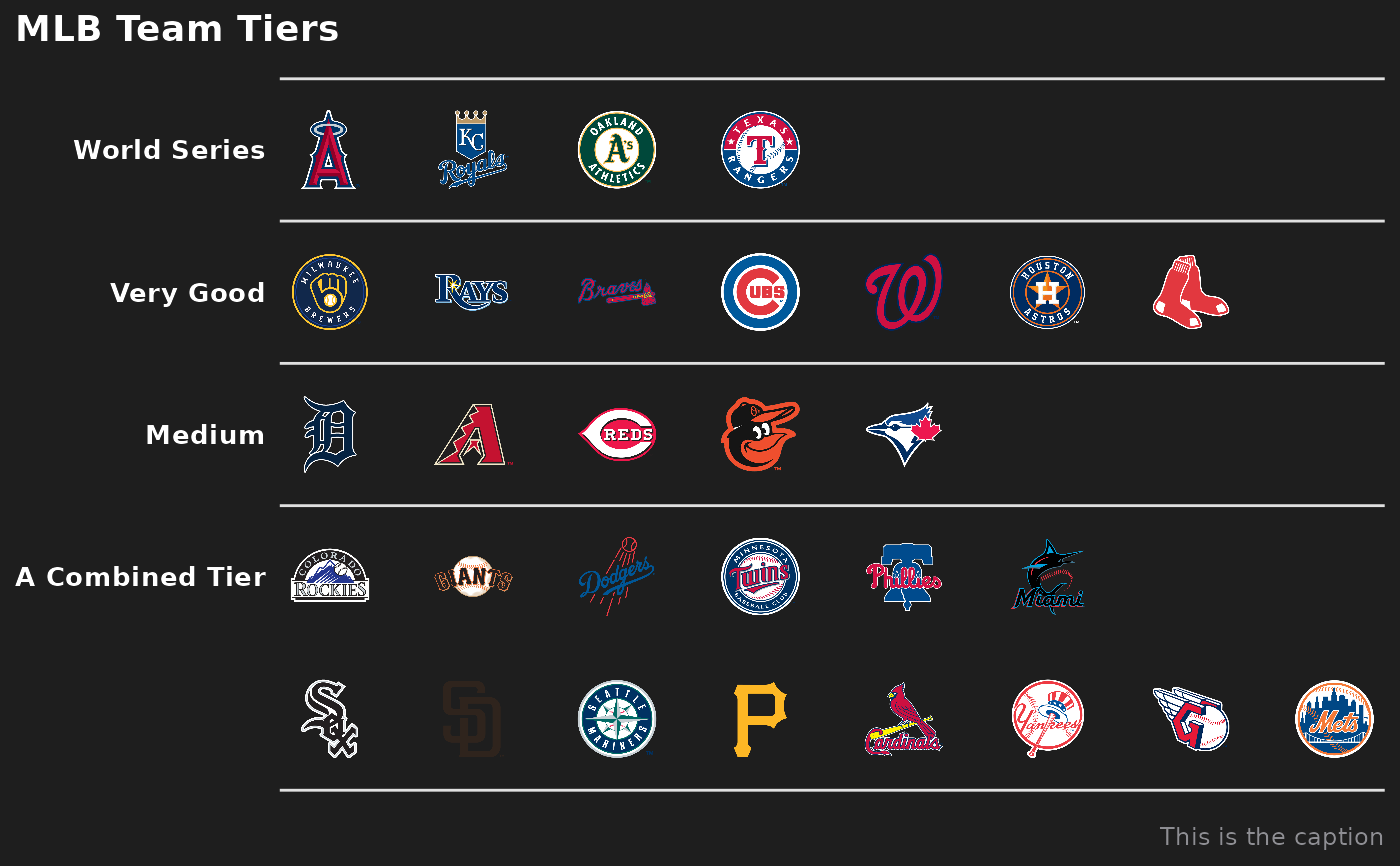 MLB Team Tiers
World Series
A
KC
Royals
OAKLAND
A's
ATHLETICS
TEXAS
T
RANGERS
Very Good
MILWAUKEE
BREWERS
RAYS
Braves
CUBS
W
HOUSTON
H
ASTROS
Medium
D
A
REDS
A Combined Tier
COLORADO
ROCKIES
GIANTS
Dodgers
MINNESOTA
Twins
BASEBALL CLUB
Phillies
Miami
Sox
SD
SEATTLE
MARINERS
P
Cardinals
Yankees
G
Mets
This is the caption